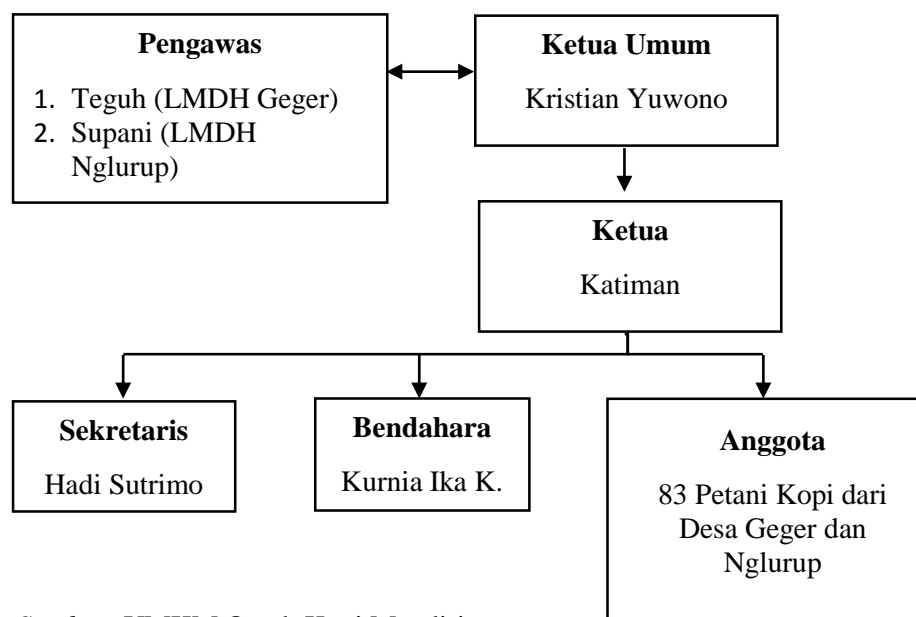 Pengawas
1. Teguh (LMDH Geger)
2. Supani (LMDH
Nglurup)
Ketua Umum
Kristian Yuwono
Ketua
Katiman
Sekretaris
Hadi Sutrimo
Bendahara
Kurnia Ika K.
Anggota
83 Petani Kopi dari
Desa Geger dan
Nglurup